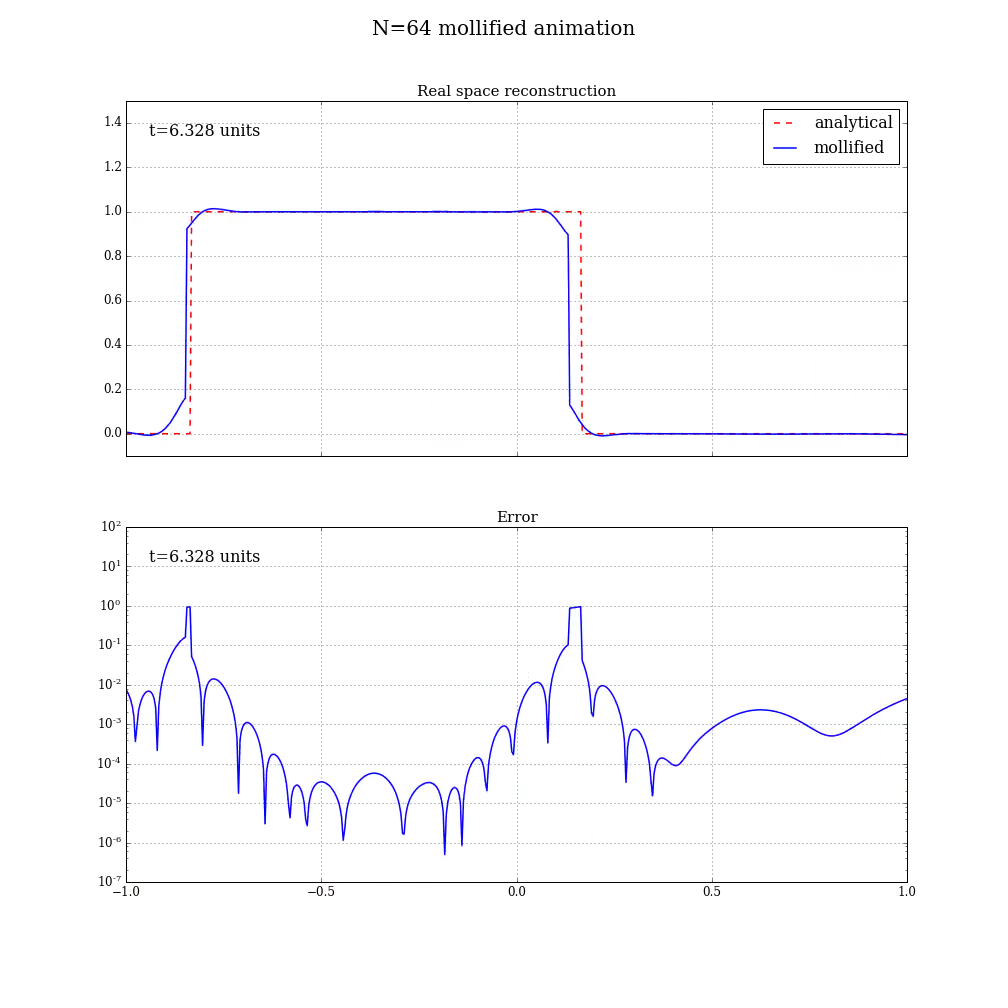 N=64 mollified animation
Real space reconstruction
t=6.328 units
analytical
mollified
1.4
1.2
1.0
0.8
0.6
0.4
0.2
0.0
Error
t=6.328 units
10²
10¹
10⁰
10⁻¹
10⁻²
10⁻³
10⁻⁴
10⁻⁵
10⁻⁶
10⁻⁷
−1.0 −0.5 0.0 0.5 1.0